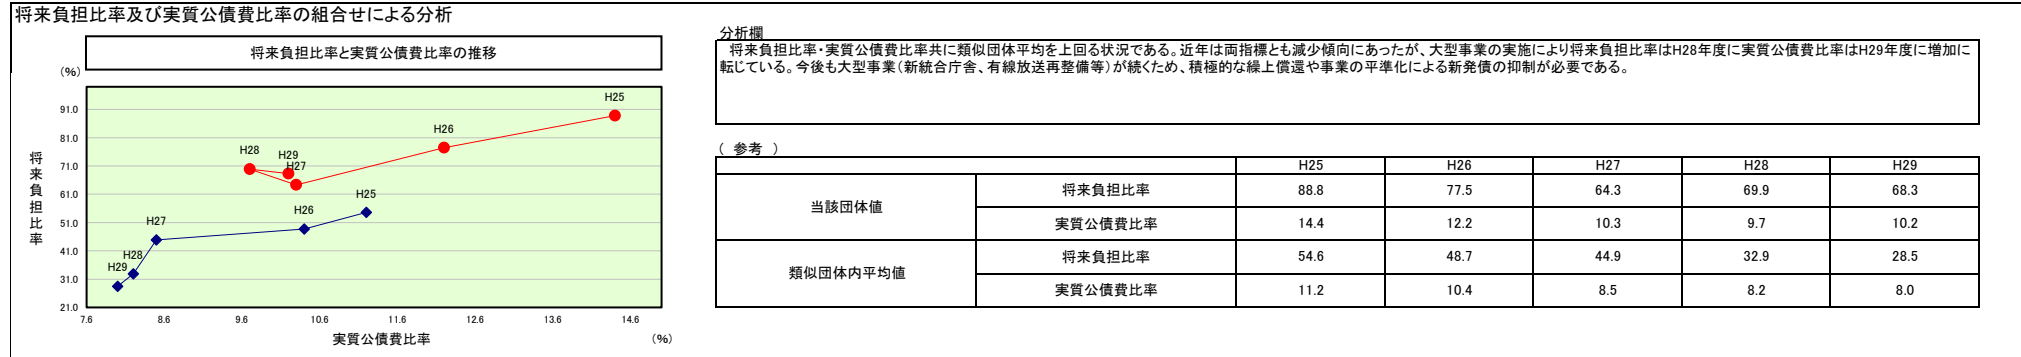 将来負担比率及び実質公債費比率の組合せによる分析
将来負担比率と実質公債費比率の推移
(%)
91.0
81.0
71.0
61.0
51.0
41.0
31.0
21.0
将来負担比率
H25
H26
H28
H29
H27
H25
H26
H27
H28
H29
7.6 8.6 9.6 10.6 11.6 12.6 13.6 14.6
実質公債費比率
(%)
分析欄
将来負担比率・実質公債費比率共に類似団体平均を上回る状況である。近年は両指標とも減少傾向にあったが、大型事業の実施により将来負担比率はH28年度に実質公債費比率はH29年度に増加に
転じている。今後も大型事業(新統合庁舎、有線放送再整備等)が続くため、積極的な繰上償還や事業の平準化による新発債の抑制が必要である。
( 参考 )
H25 H26 H27 H28 H29
当該団体値
将来負担比率 88.8 77.5 64.3 69.9 68.3
実質公債費比率 14.4 12.2 10.3 9.7 10.2
類似団体内平均値
将来負担比率 54.6 48.7 44.9 32.9 28.5
実質公債費比率 11.2 10.4 8.5 8.2 8.0